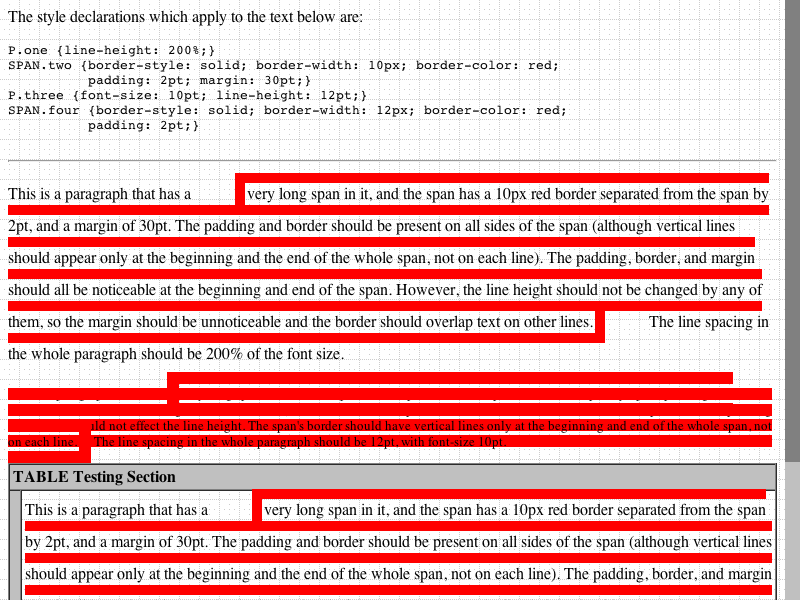 The style declarations which apply to the text below are:
P.one {line-height: 200%;}
SPAN.two {border-style: solid; border-width: 10px; border-color: red;
padding: 2pt; margin: 30pt;}
P.three {font-size: 10pt; line-height: 12pt;}
SPAN.four {border-style: solid; border-width: 12px; border-color: red;
padding: 2pt;}
This is a paragraph that has a very long span in it, and the span has a 10px red border separated from the span by
2pt, and a margin of 30pt. The padding and border should be present on all sides of the span (although vertical lines
should appear only at the beginning and the end of the whole span, not on each line). The padding, border, and margin
should all be noticeable at the beginning and end of the span. However, the line height should not be changed by any of
them, so the margin should be unnoticeable and the border should overlap text on other lines. The line spacing in
the whole paragraph should be 200% of the font size.
uld not effect the line height. The span's border should have vertical lines only at the beginning and end of the whole span, not
on each line. The line spacing in the whole paragraph should be 12pt, with font-size 10pt.
TABLE Testing Section
This is a paragraph that has a very long span in it, and the span has a 10px red border separated from the span
by 2pt, and a margin of 30pt. The padding and border should be present on all sides of the span (although vertical lines
should appear only at the beginning and the end of the whole span, not on each line). The padding, border, and margin